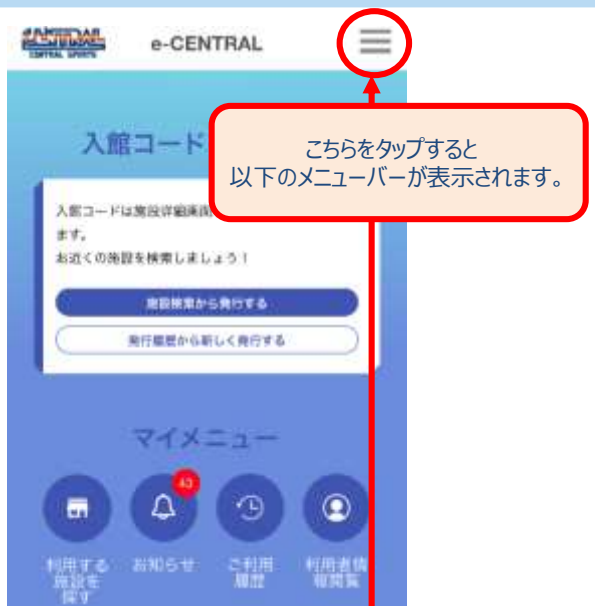 CENTRAL SPORTS
e-CENTRAL
入館コード
こちらをタップすると
以下のメニューバーが表示されます。
入館コードは施設詳細画面
ます。
お近くの施設を検索しましょう！
施設検索から発行する
発行履歴から新しく発行する
マイメニュー
43
利用する
施設を
探す
お知らせ
ご利用
履歴
利用者情
報閲覧